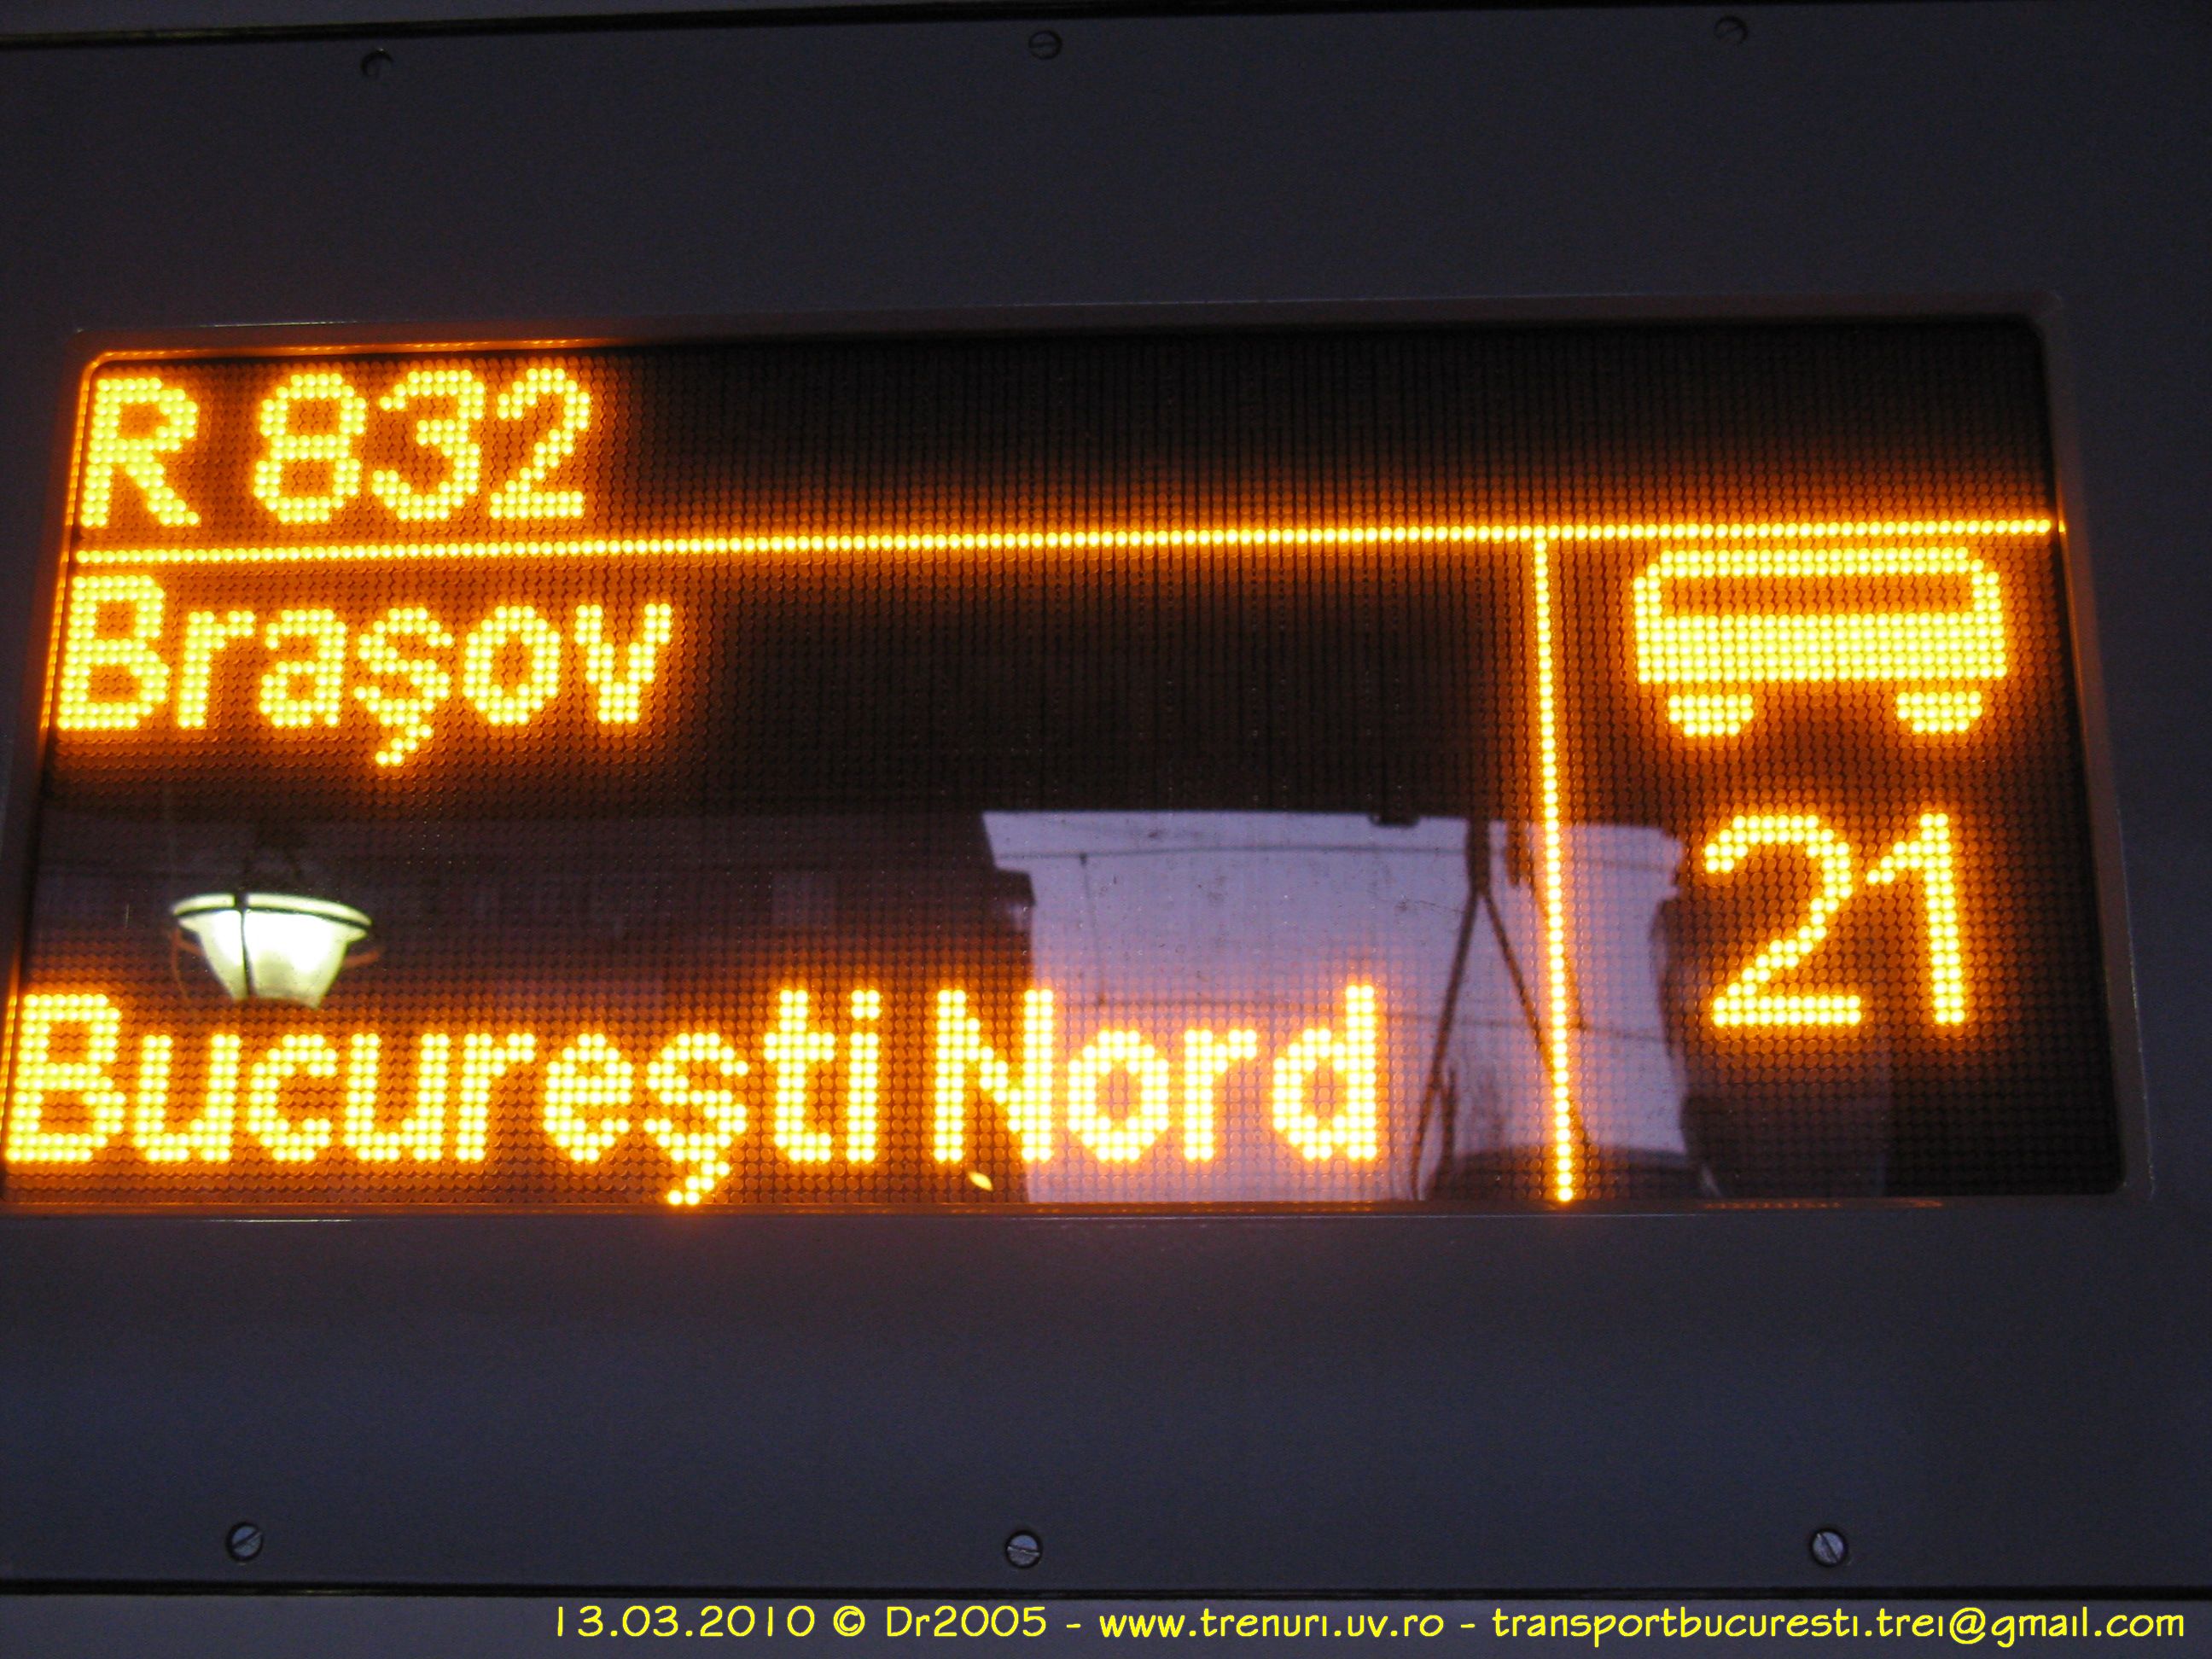 R 832
Braşov
21
Bucureşti Nord
13.03.2010 © Dr2005 - www.trenuri.uv.ro - transportbucuresti.trei@gmail.com